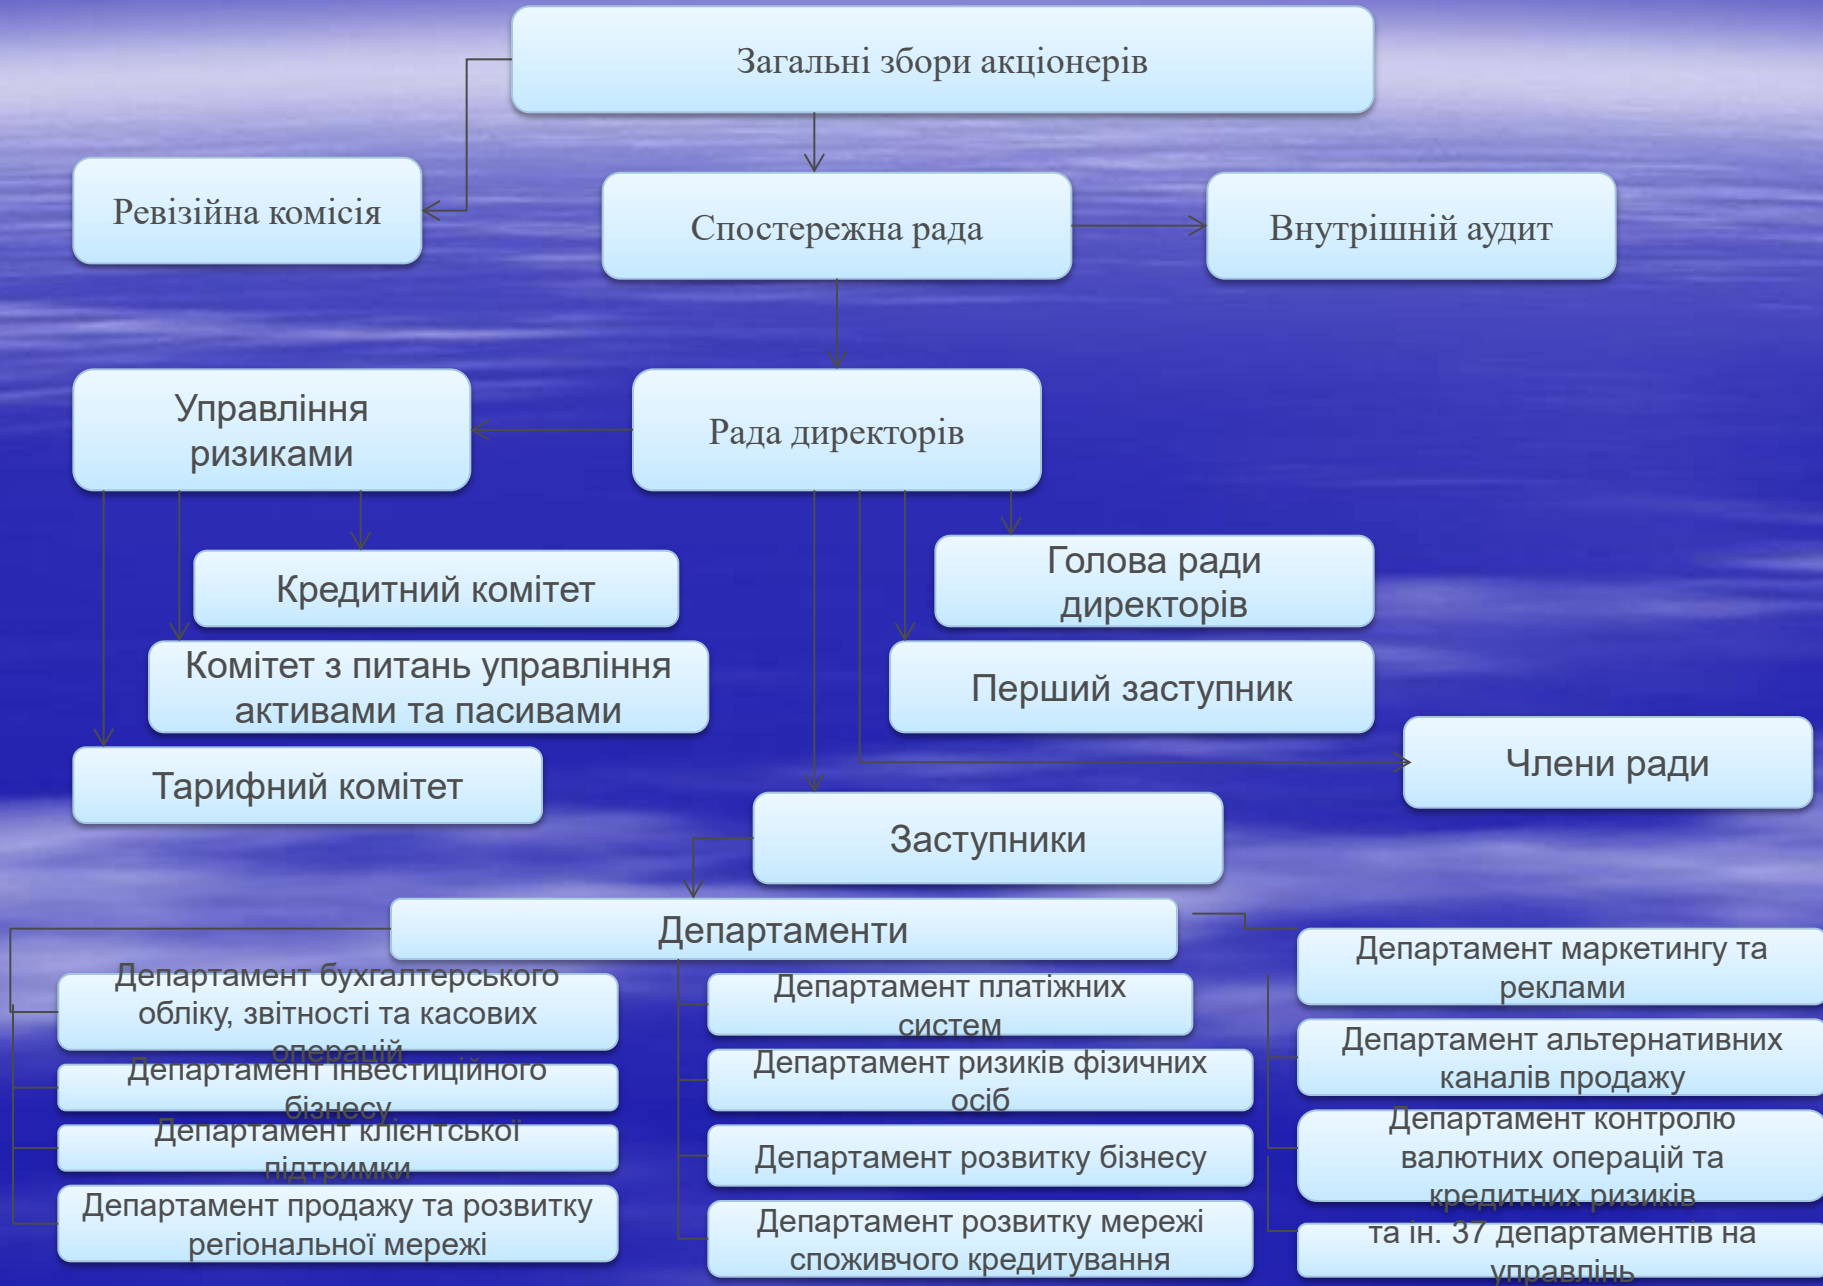 Загальні збори акціонерів
Ревізійна комісія
Спостережна рада
Внутрішній аудит
Управління
ризиками
Рада директорів
Кредитний комітет
Голова ради
директорів
Комітет з питань управління
активами та пасивами
Перший заступник
Тарифний комітет
Члени ради
Заступники
Департаменти
Департамент бухгалтерського
обліку, звітності та касових
операцій
Департамент інвестиційного
бізнесу
Департамент клієнтської
підтримки
Департамент продажу та розвитку
регіональної мережі
Департамент платіжних
систем
Департамент ризиків фізичних
осіб
Департамент розвитку бізнесу
Департамент розвитку мережі
споживчого кредитування
Департамент маркетингу та
реклами
Департамент альтернативних
каналів продажу
Департамент контролю
валютних операцій та
кредитних ризиків
та ін. 37 департаментів на
управлінь